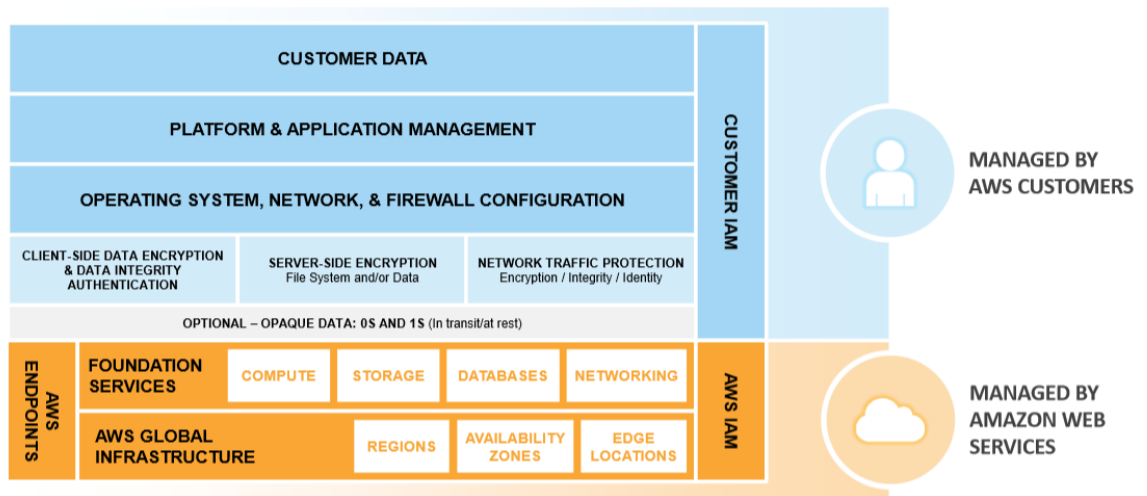 CUSTOMER DATA
PLATFORM & APPLICATION MANAGEMENT
OPERATING SYSTEM, NETWORK, & FIREWALL CONFIGURATION
CLIENT-SIDE DATA ENCRYPTION
& DATA INTEGRITY
AUTHENTICATION
SERVER-SIDE ENCRYPTION
File System and/or Data
NETWORK TRAFFIC PROTECTION
Encryption / Integrity / Identity
OPTIONAL – OPAQUE DATA: 0S AND 1S (In transit/at rest)
CUSTOMER IAM
MANAGED BY
AWS CUSTOMERS
AWS
ENDPOINTS
FOUNDATION
SERVICES
COMPUTE
STORAGE
DATABASES
NETWORKING
AWS GLOBAL
INFRASTRUCTURE
REGIONS
AVAILABILITY
ZONES
EDGE
LOCATIONS
AWS IAM
MANAGED BY
AMAZON WEB
SERVICES